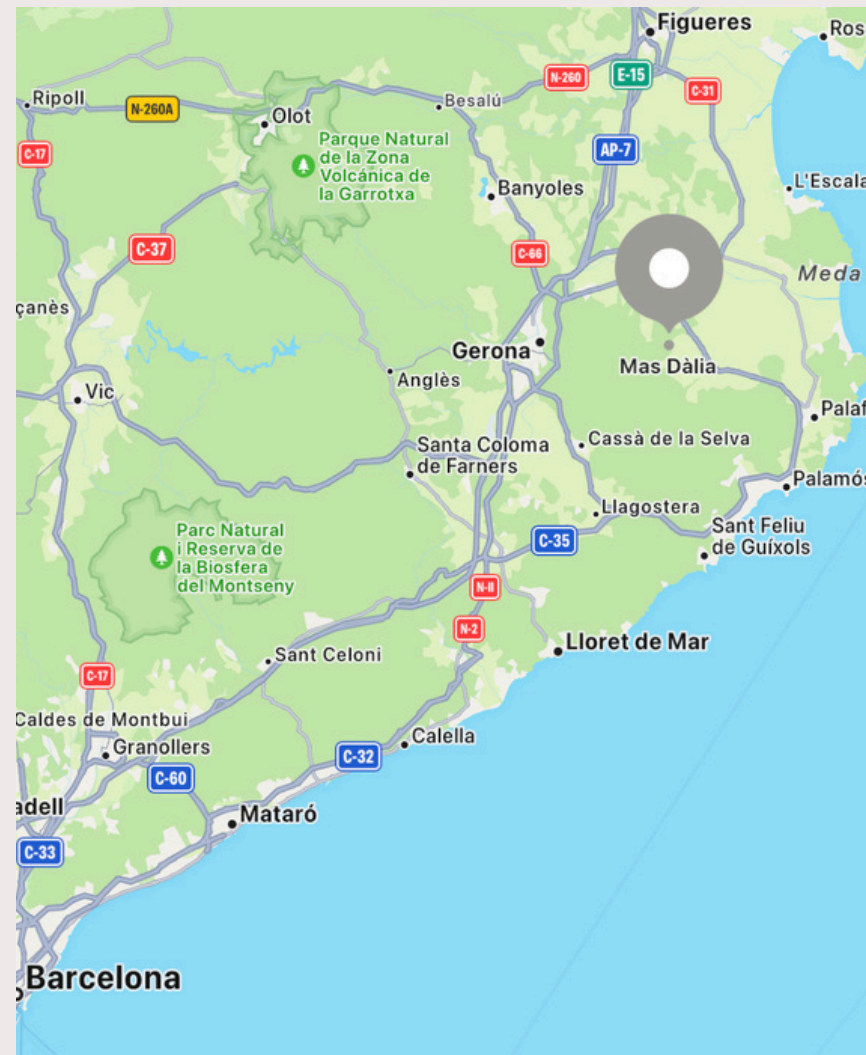 Figueres
Ros
N-260
E-15
C-31
Ripoll
N-260A
Olot
Besalú
C-17
Parque Natural
de la Zona
Volcánica de
la Garrotxa
AP-7
Banyoles
L'Escala
C-37
C-66
Meda
çanès
Gerona
Mas Dàlia
Anglès
Vic
Palaf
Santa Coloma
de Farners
Cassà de la Selva
Palamós
Llagostera
Parc Natural
i Reserva de
la Biosfera
del Montseny
C-35
Sant Feliu
de Guíxols
N-II
N-2
Lloret de Mar
Sant Celoni
C-17
Caldes de Montbui
Granollers
Calella
C-32
C-60
adell
Mataró
C-33
Barcelona